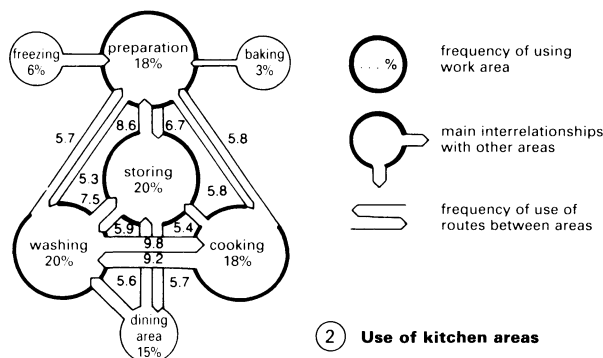 freezing
6%
preparation
18%
baking
3%
5.7
8.6
6.7
5.8
5.3
7.5
storing
20%
5.8
washing
20%
5.9
9.8
5.4
cooking
18%
9.2
5.6
5.7
dining
area
15%
. . . . %
frequency of using
work area
main interrelationships
with other areas
frequency of use of
routes between areas
2 Use of kitchen areas